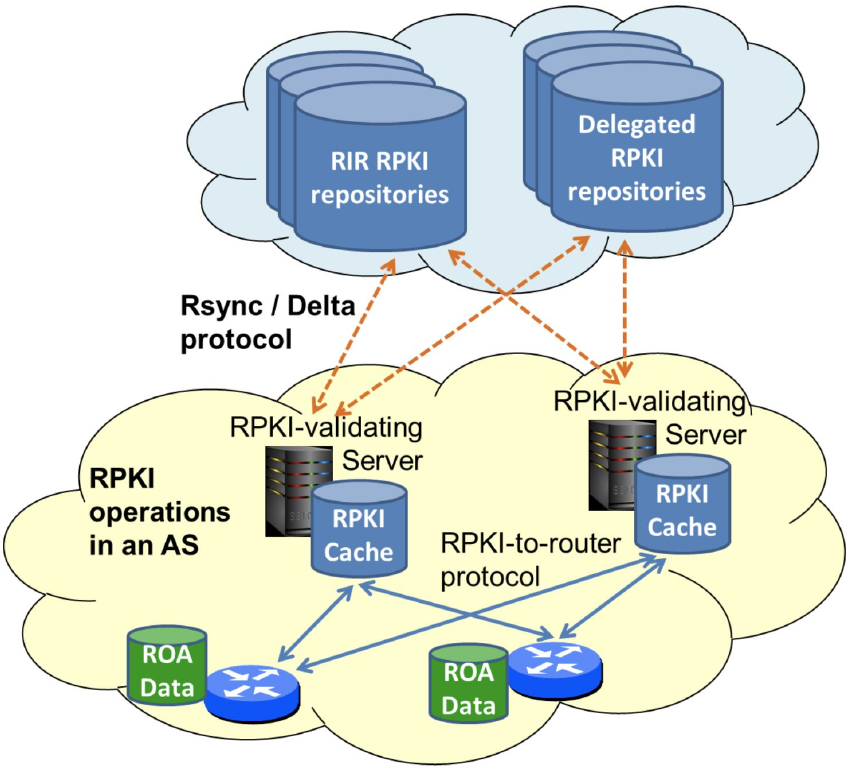 RIR RPKI
repositories
Delegated
RPKI
repositories
Rsync / Delta
protocol
RPKI-validating
Server
RPKI-validating
Server
RPKI
operations
in an AS
RPKI
Cache
RPKI
Cache
RPKI-to-router
protocol
ROA
Data
ROA
Data